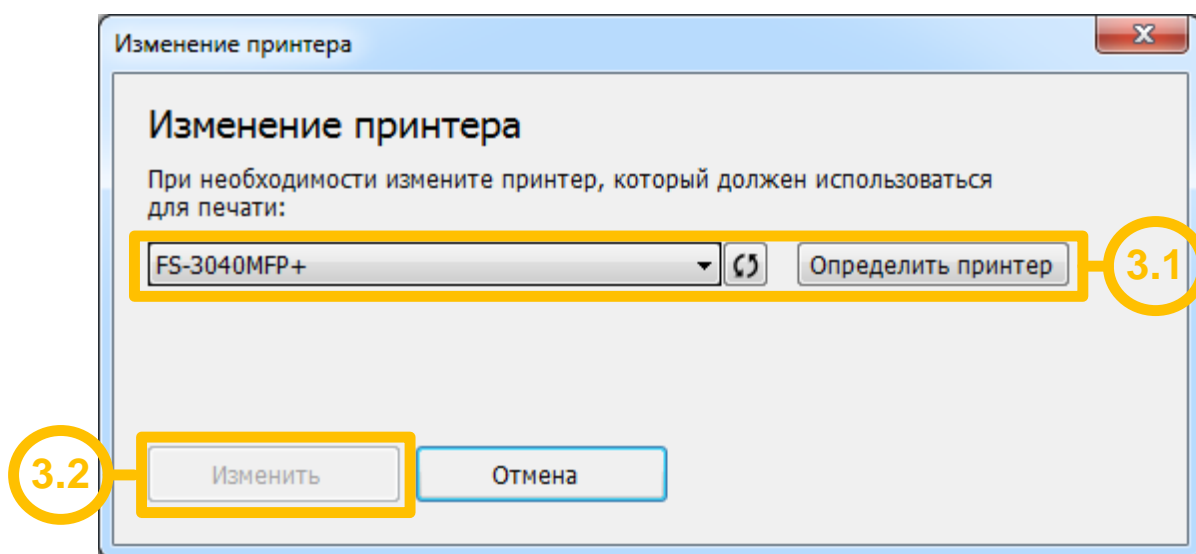 Изменение принтера
Изменение принтера
При необходимости измените принтер, который должен использоваться
для печати:
FS-3040MFP+ Определить принтер 3.1
3.2 Изменить Отмена